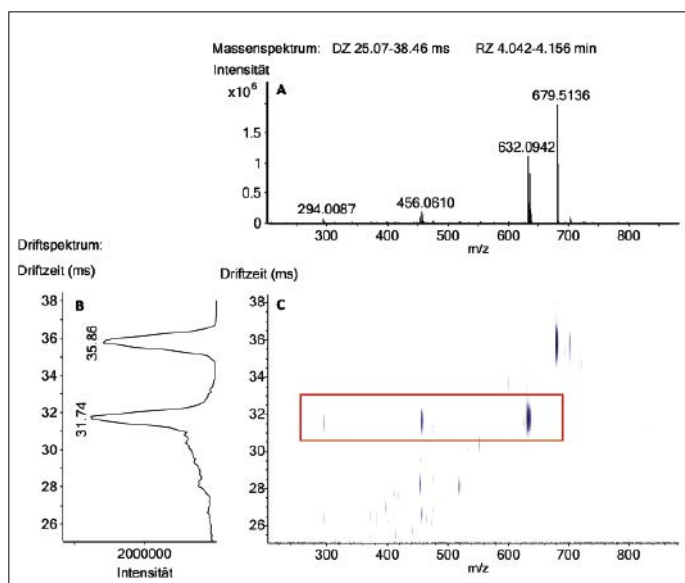 Massenspektrum: DZ 25.07-38.46 ms RZ 4.042-4.156 min
Intensität
x10⁶ A
679.5136
1.5
632.0942
1
0.5
456.0610
294.0087
0
300 400 500 600 700 800
m/z
Driftspektrum:
Driftzeit (ms)
38 B
36
35.86
34
32
31.74
30
28
26
2000000
Intensität
Driftzeit (ms)
38 C
36
34
32
30
28
26
300 400 500 600 700 800
m/z